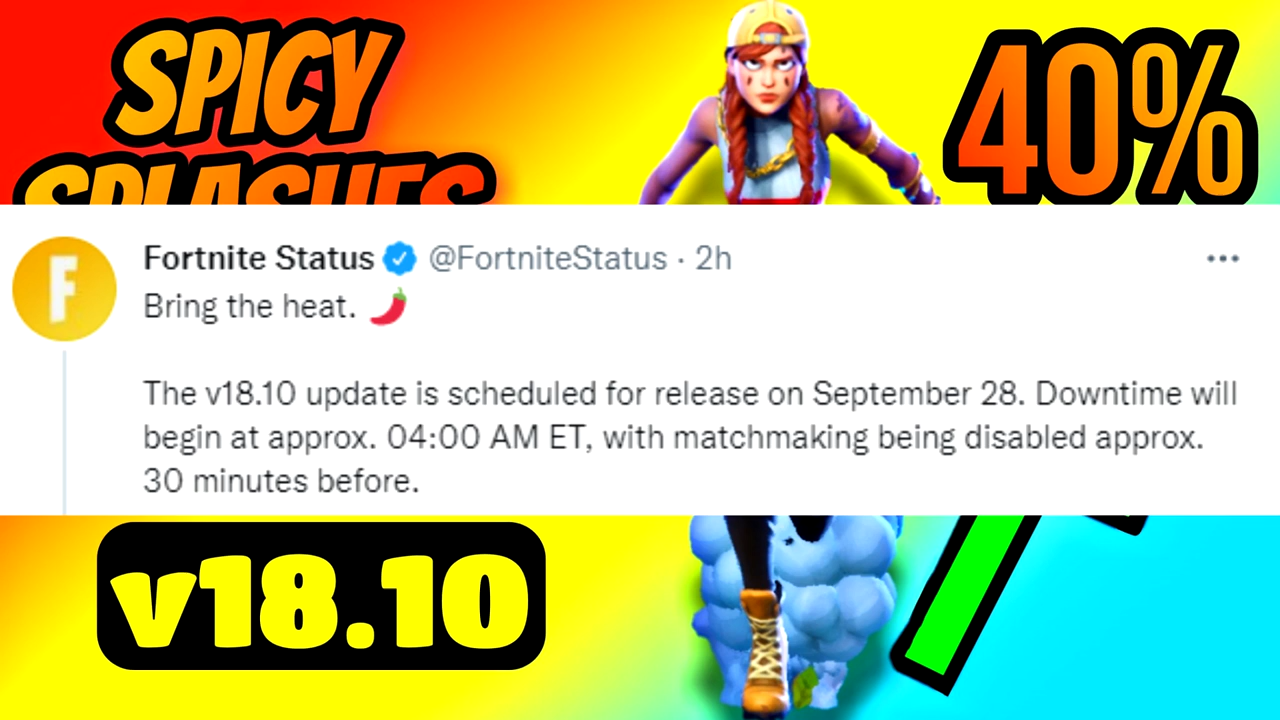 SPICY
SPLASHES
40%
F
Fortnite Status @FortniteStatus · 2h
Bring the heat. 🌶️
The v18.10 update is scheduled for release on September 28. Downtime will
begin at approx. 04:00 AM ET, with matchmaking being disabled approx.
30 minutes before.
v18.10